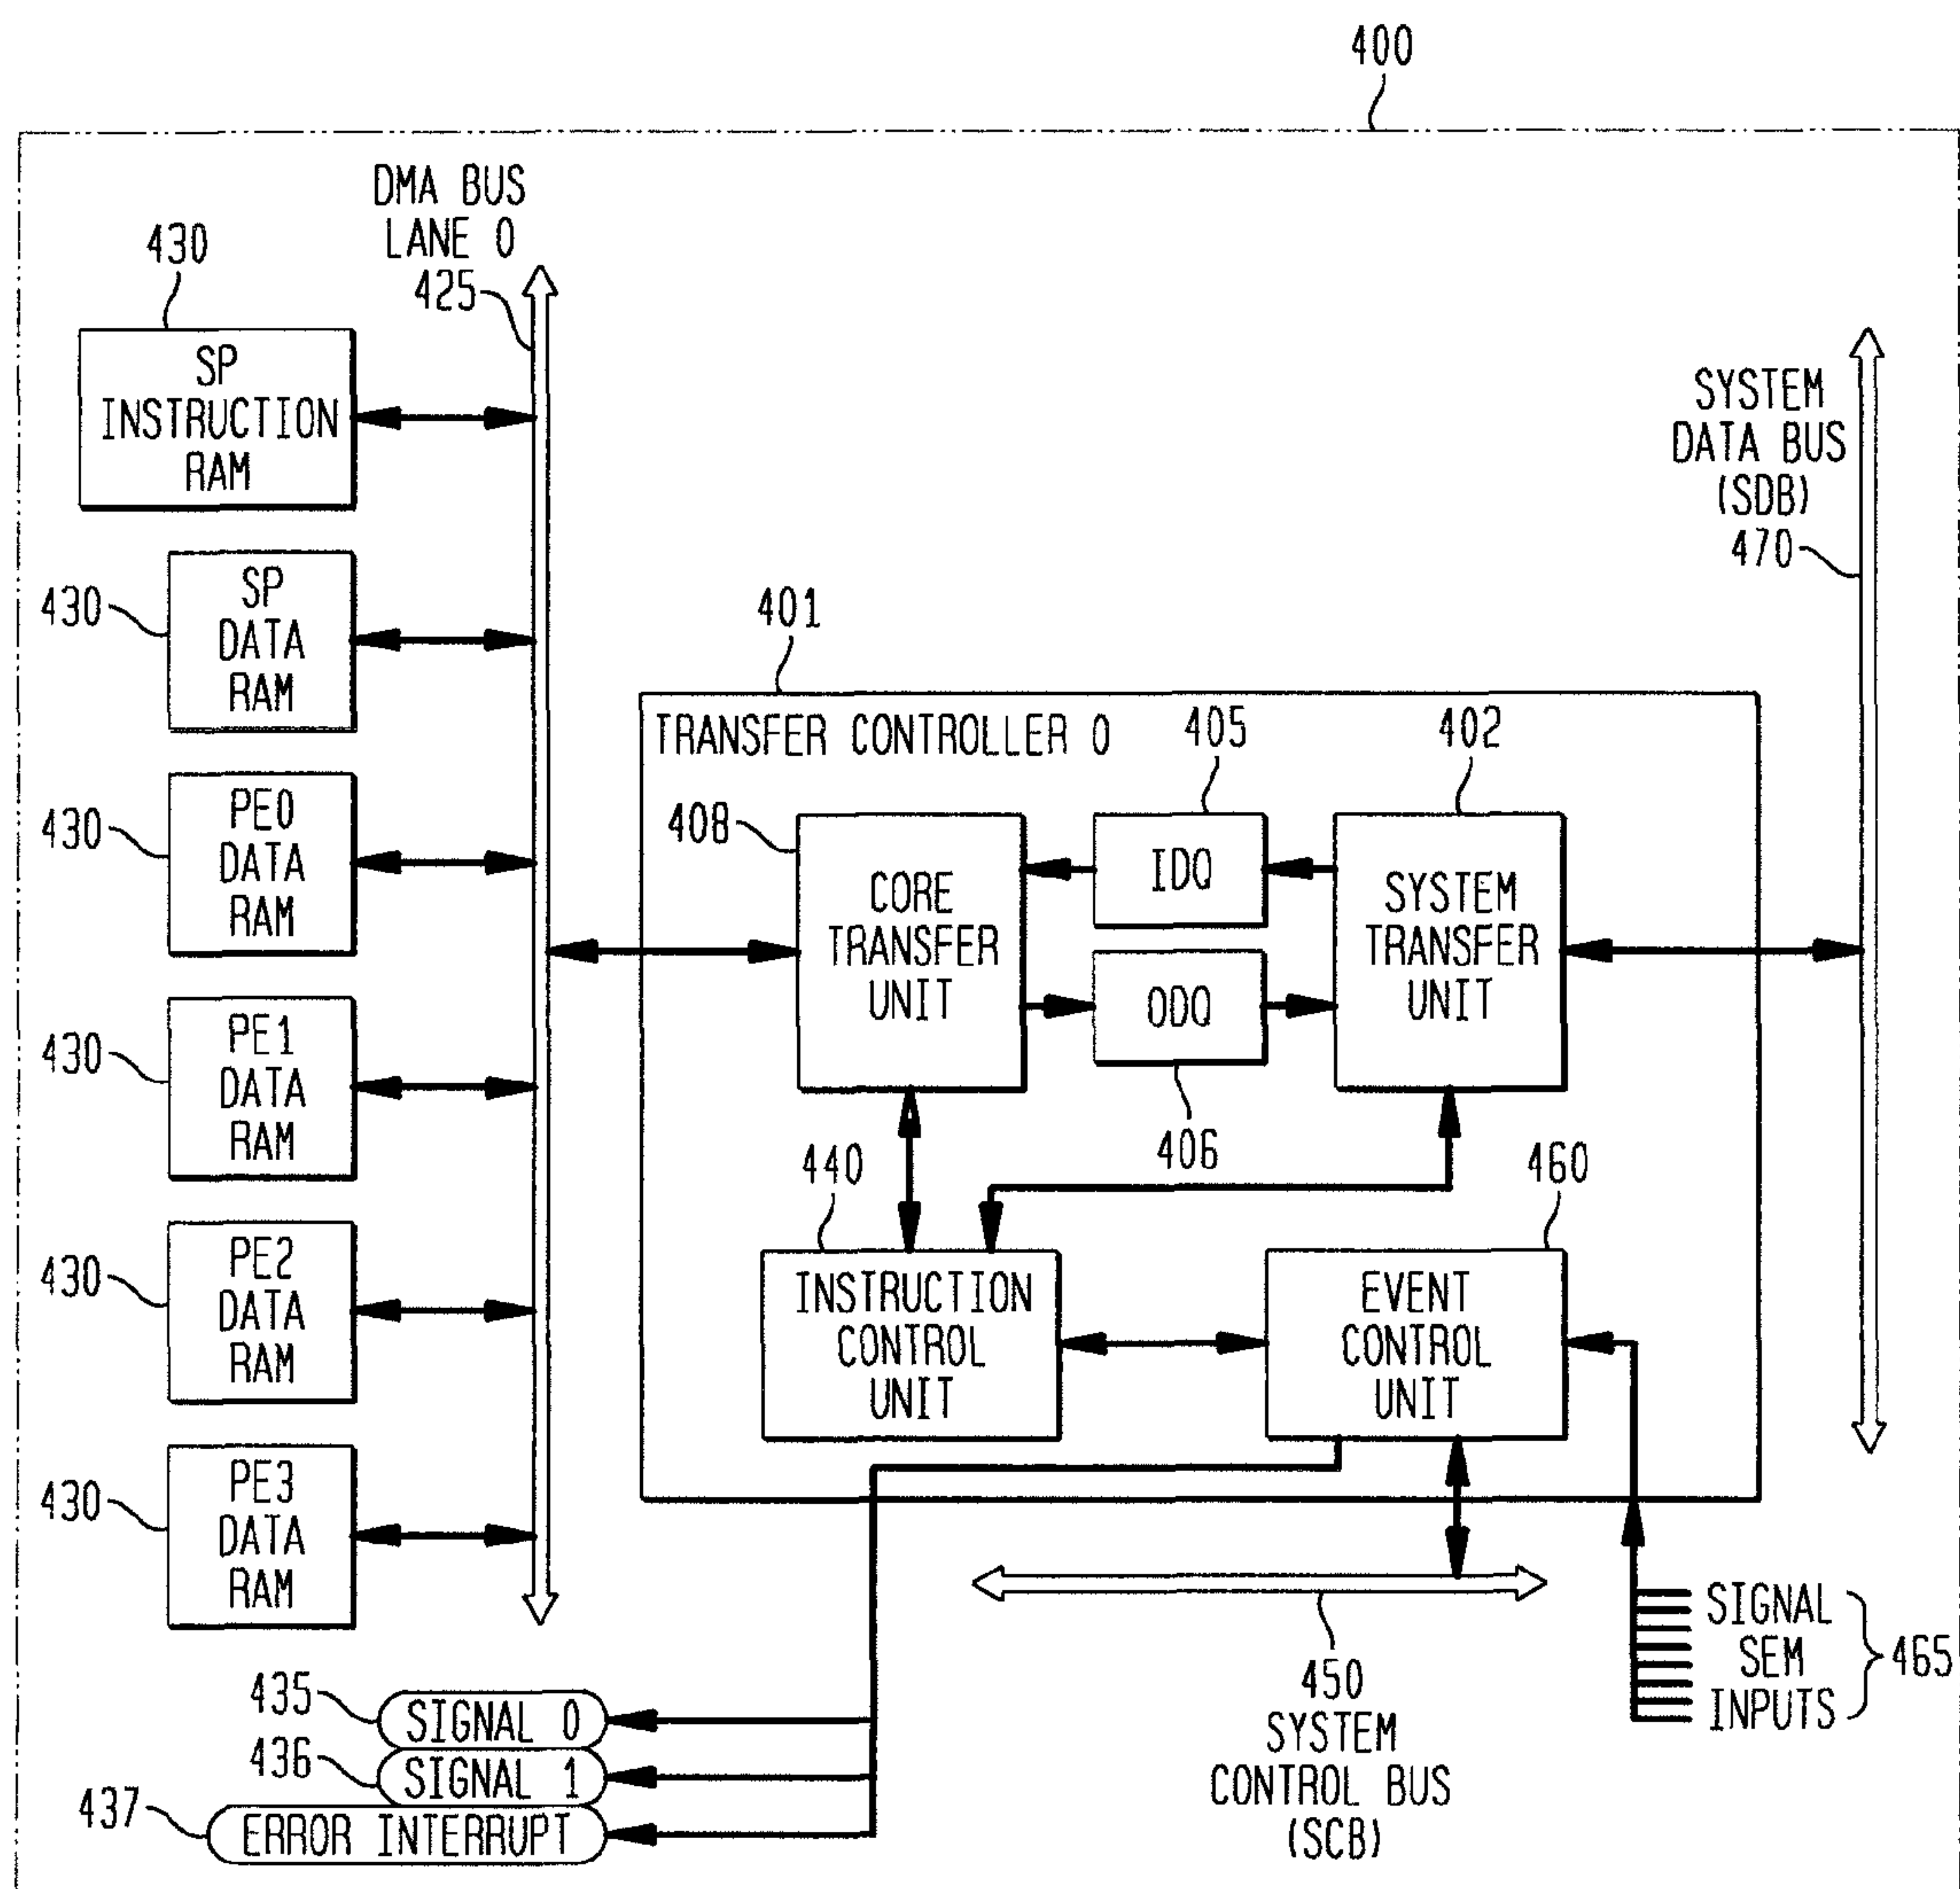 400
DMA BUS
LANE 0
425
430
SP
INSTRUCTION
RAM
SYSTEM
DATA BUS
(SDB)
470
430
SP
DATA
RAM
401
TRANSFER CONTROLLER 0
405
402
430
PE0
DATA
RAM
408
CORE
TRANSFER
UNIT
IDQ
SYSTEM
TRANSFER
UNIT
ODQ
406
430
PE1
DATA
RAM
440
460
430
PE2
DATA
RAM
INSTRUCTION
CONTROL
UNIT
EVENT
CONTROL
UNIT
430
PE3
DATA
RAM
SIGNAL
SEM
INPUTS
465
450
SYSTEM
CONTROL BUS
(SCB)
435
SIGNAL 0
436
SIGNAL 1
437
ERROR INTERRUPT